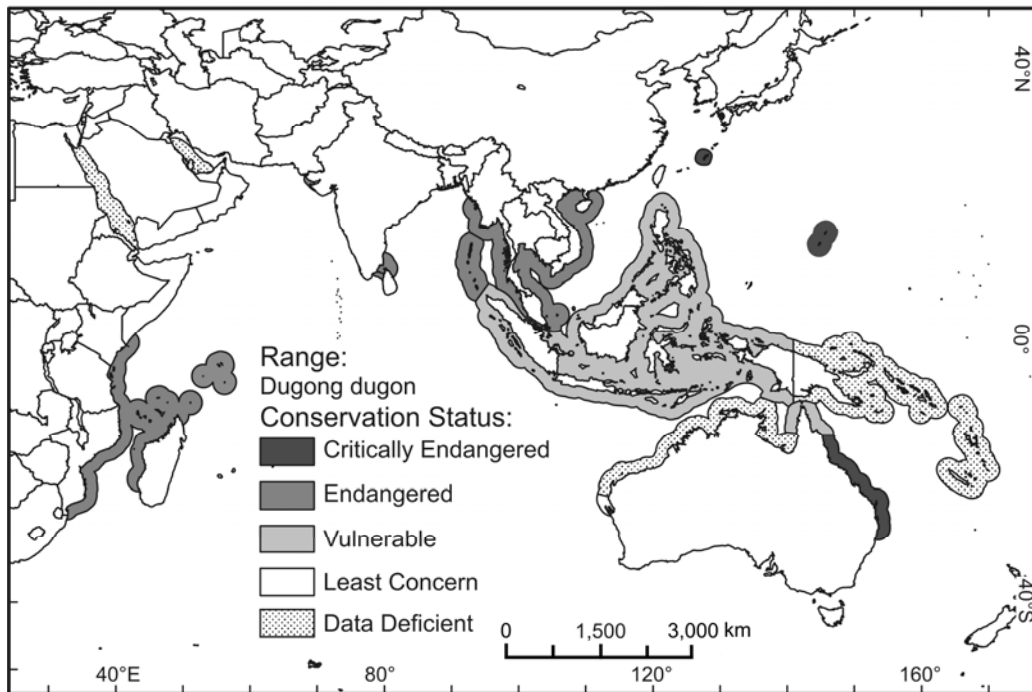 40°N
00°
Range:
Dugong dugon
Conservation Status:
Critically Endangered
Endangered
Vulnerable
Least Concern
Data Deficient
0 1,500 3,000 km
40°S
40°E 80° 120° 160°